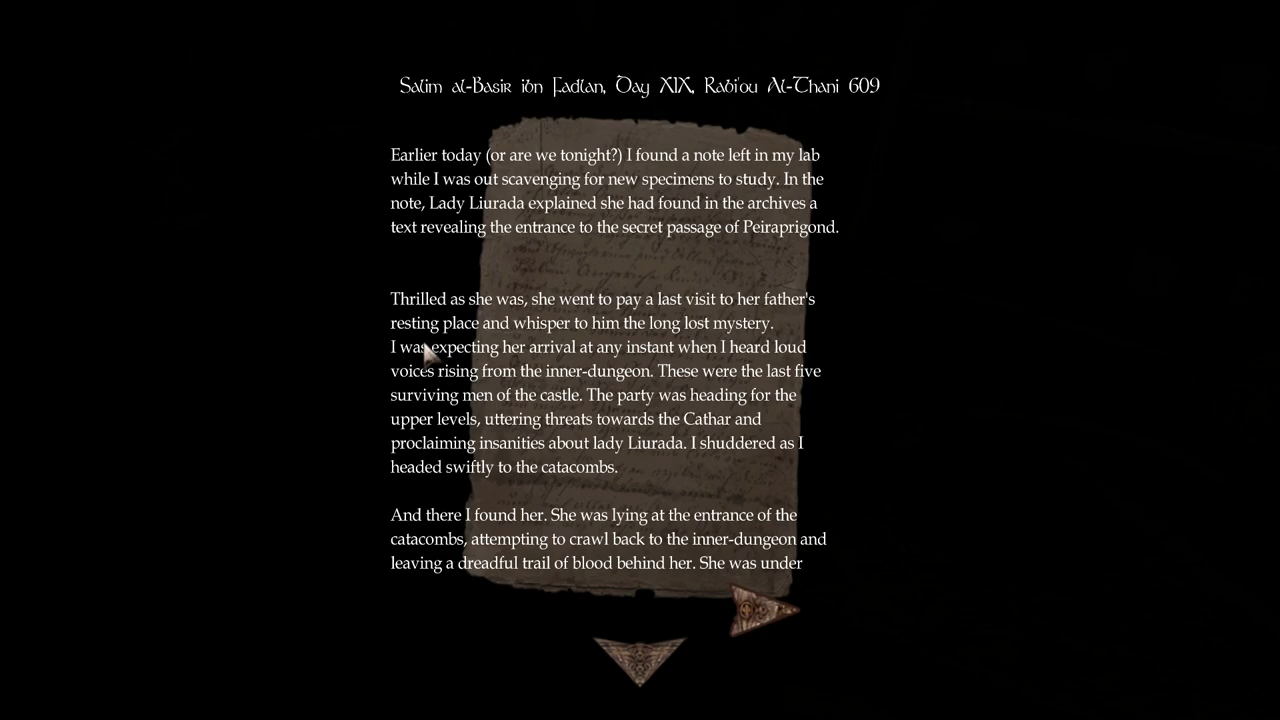 Salim al-Basir ibn Fadlan, Day XIX, Rabi'ou Al-Thani 609
Earlier today (or are we tonight?) I found a note left in my lab
while I was out scavenging for new specimens to study. In the
note, Lady Liurada explained she had found in the archives a
text revealing the entrance to the secret passage of Peiraprigond.
Thrilled as she was, she went to pay a last visit to her father's
resting place and whisper to him the long lost mystery.
I was expecting her arrival at any instant when I heard loud
voices rising from the inner-dungeon. These were the last five
surviving men of the castle. The party was heading for the
upper levels, uttering threats towards the Cathar and
proclaiming insanities about lady Liurada. I shuddered as I
headed swiftly to the catacombs.
And there I found her. She was lying at the entrance of the
catacombs, attempting to crawl back to the inner-dungeon and
leaving a dreadful trail of blood behind her. She was under